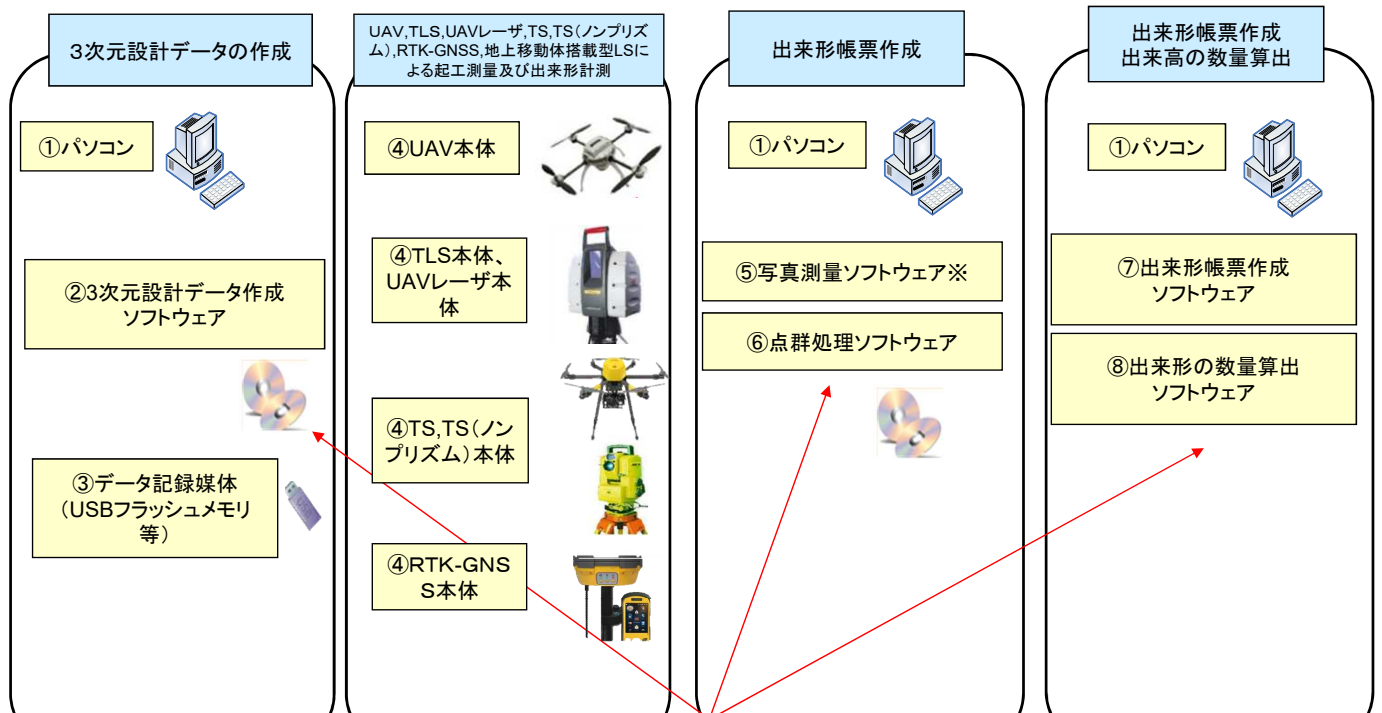 3次元設計データの作成
①パソコン
②3次元設計データ作成
ソフトウェア
③データ記録媒体
（USBフラッシュメモリ
等）
UAV,TLS,UAVレーザ,TS,TS（ノンプリズ
ム）,RTK-GNSS,地上移動体搭載型LSに
よる起工測量及び出来形計測
④UAV本体
④TLS本体、
UAVレーザ本
体
④TS,TS（ノン
プリズム）本体
④RTK-GNS
S本体
出来形帳票作成
①パソコン
⑤写真測量ソフトウェア※
⑥点群処理ソフトウェア
出来形帳票作成
出来高の数量算出
①パソコン
⑦出来形帳票作成
ソフトウェア
⑧出来形の数量算出
ソフトウェア